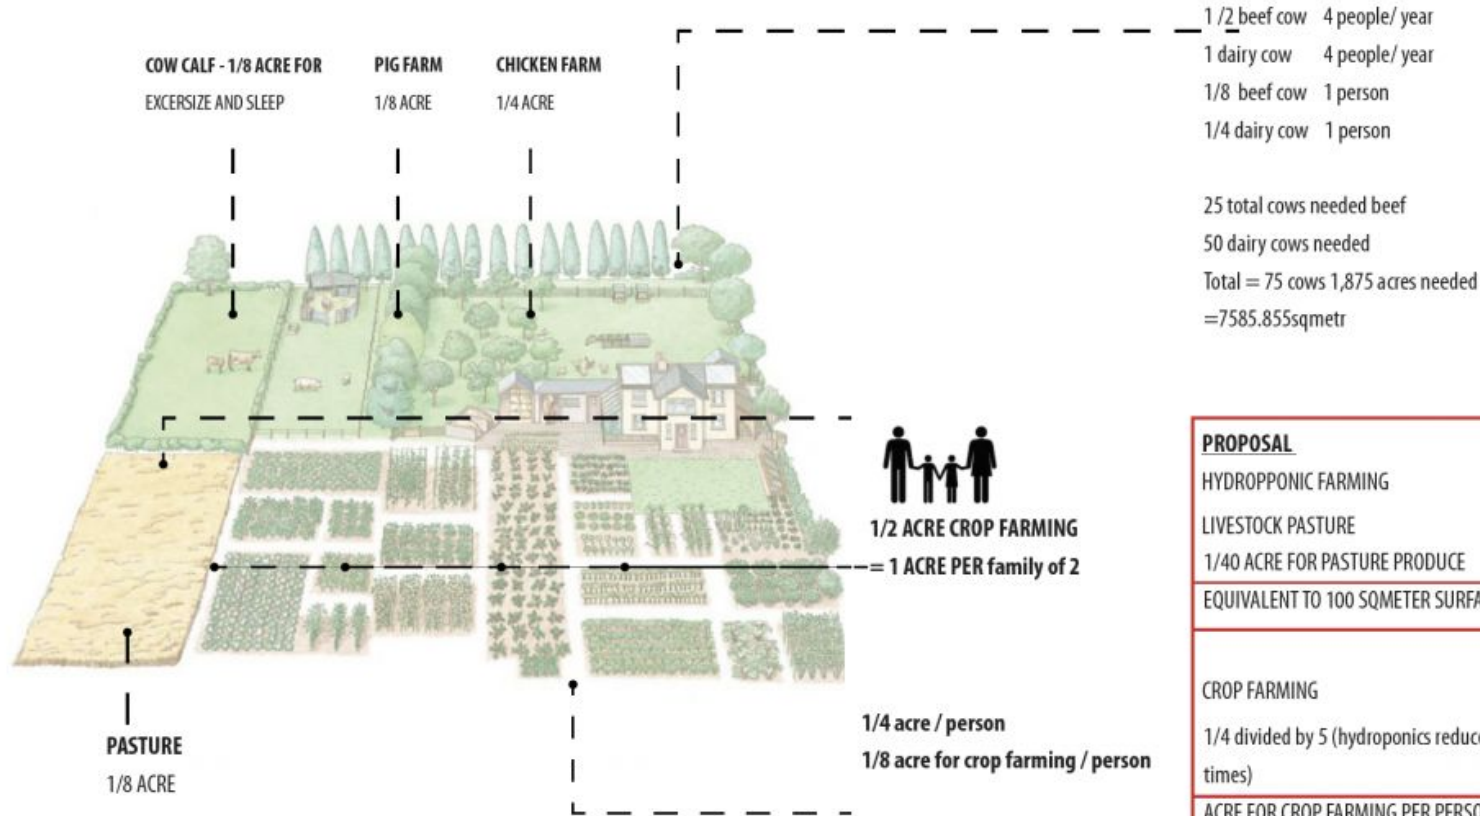 COW CALF - 1/8 ACRE FOR
EXCERSIZE AND SLEEP
PIG FARM
1/8 ACRE
CHICKEN FARM
1/4 ACRE
1 /2 beef cow 4 people/ year
1 dairy cow 4 people/ year
1/8 beef cow 1 person
1/4 dairy cow 1 person
25 total cows needed beef
50 dairy cows needed
Total = 75 cows 1,875 acres needed
=7585.855sqmetr
1/2 ACRE CROP FARMING
= 1 ACRE PER family of 2
PASTURE
1/8 ACRE
1/4 acre / person
1/8 acre for crop farming / person
PROPOSAL
HYDROPPONIC FARMING
LIVESTOCK PASTURE
1/40 ACRE FOR PASTURE PRODUCE
EQUIVALENT TO 100 SQMETER
CROP FARMING
1/4 divided by 5 (hydroponics
times)
ACRE FOR CROP FARMING PER